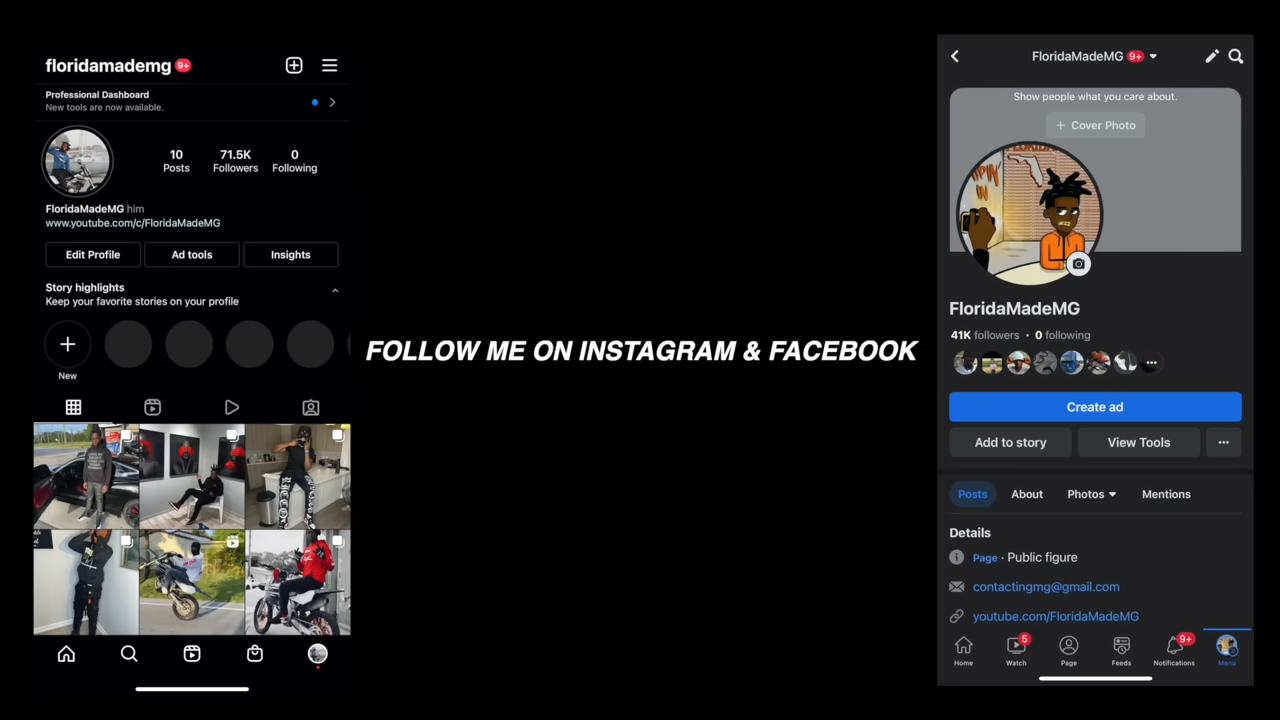 floridamademg 9+
Professional Dashboard
New tools are now available.
10
Posts
71.5K
Followers
0
Following
FloridaMadeMG him
www.youtube.com/c/FloridaMadeMG
Edit Profile
Ad tools
Insights
Story highlights
Keep your favorite stories on your profile
New
FOLLOW ME ON INSTAGRAM & FACEBOOK
FloridaMadeMG 9+
Show people what you care about.
+ Cover Photo
FloridaMadeMG
41K followers · 0 following
Create ad
Add to story
View Tools
Posts
About
Photos
Mentions
Details
Page · Public figure
contactingmg@gmail.com
youtube.com/FloridaMadeMG
5
9+
Home
Watch
Page
Feeds
Notifications
Menu